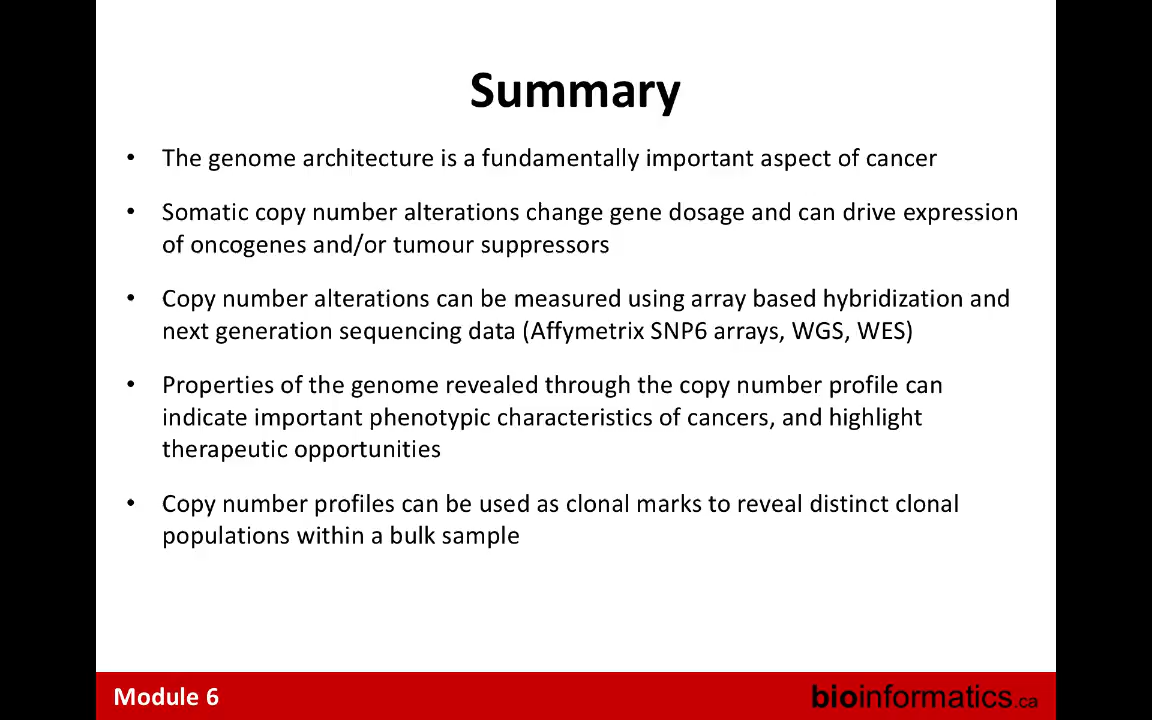 Summary
• The genome architecture is a fundamentally important aspect of cancer
• Somatic copy number alterations change gene dosage and can drive expression
of oncogenes and/or tumour suppressors
• Copy number alterations can be measured using array based hybridization and
next generation sequencing data (Affymetrix SNP6 arrays, WGS, WES)
• Properties of the genome revealed through the copy number profile can
indicate important phenotypic characteristics of cancers, and highlight
therapeutic opportunities
• Copy number profiles can be used as clonal marks to reveal distinct clonal
populations within a bulk sample
Module 6
bioinformatics.ca